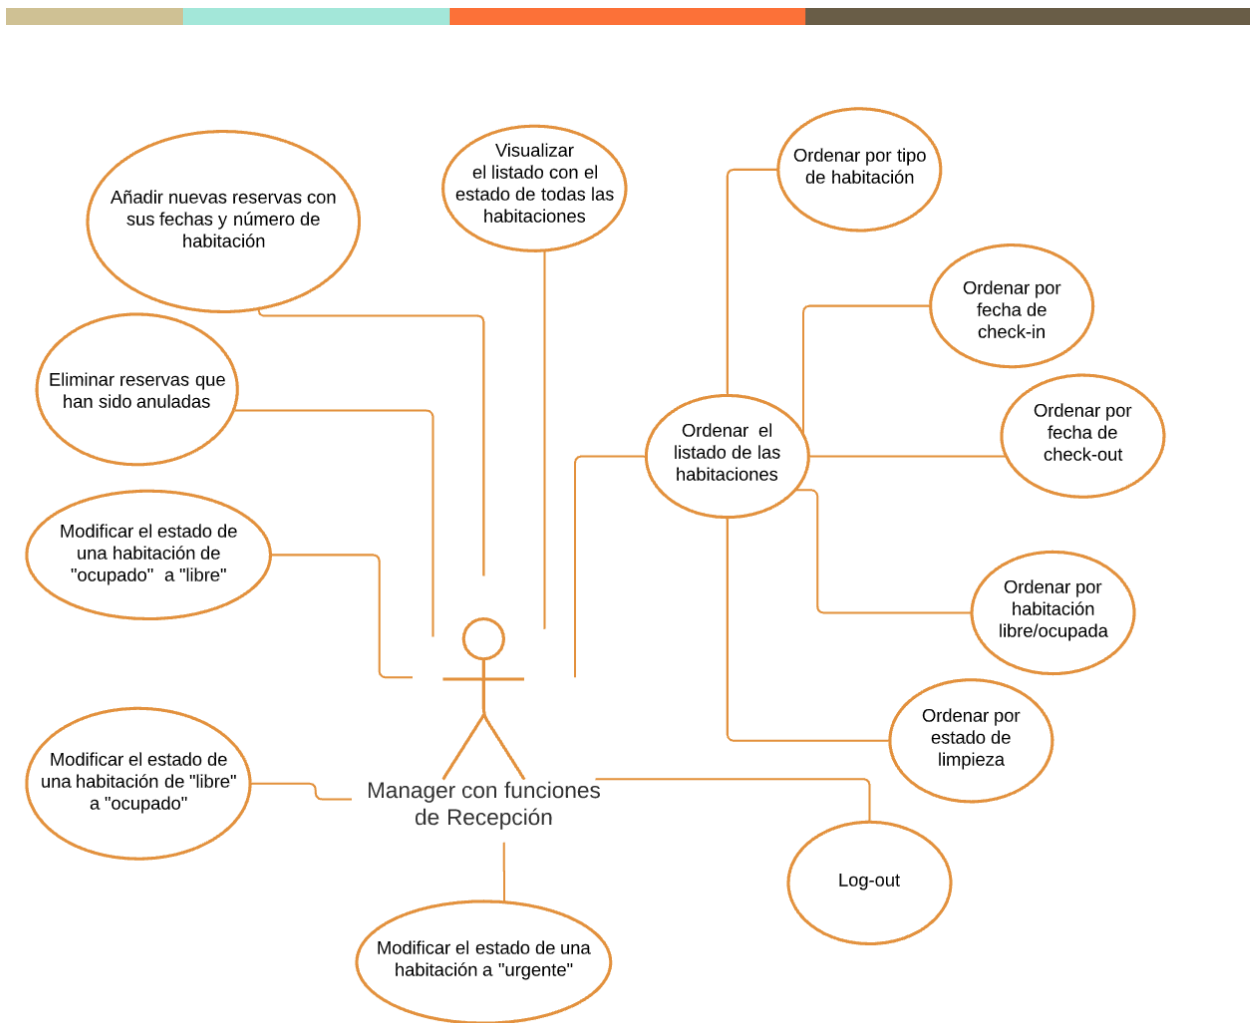 Añadir nuevas reservas con
sus fechas y número de
habitación
Visualizar
el listado con el
estado de todas las
habitaciones
Ordenar por tipo
de habitación
Ordenar por
fecha de
check-in
Eliminar reservas que
han sido anuladas
Ordenar el
listado de las
habitaciones
Ordenar por
fecha de
check-out
Modificar el estado de
una habitación de
"ocupado" a "libre"
Ordenar por
habitación
libre/ocupada
Ordenar por
estado de
limpieza
Modificar el estado de
una habitación de "libre"
a "ocupado"
Manager con funciones
de Recepción
Log-out
Modificar el estado de una
habitación a "urgente"